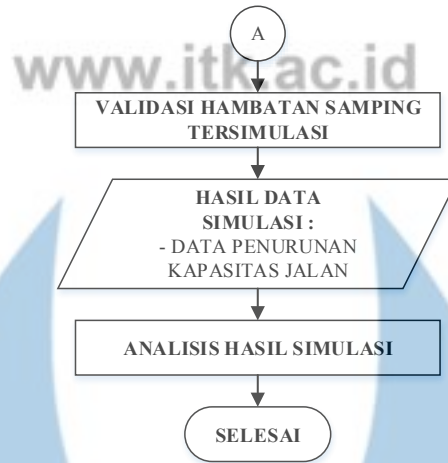 A
www.itk.ac.id
VALIDASI HAMBATAN SAMPING
TERSIMULASI
HASIL DATA
SIMULASI :
- DATA PENURUNAN
KAPASITAS JALAN
ANALISIS HASIL SIMULASI
SELESAI